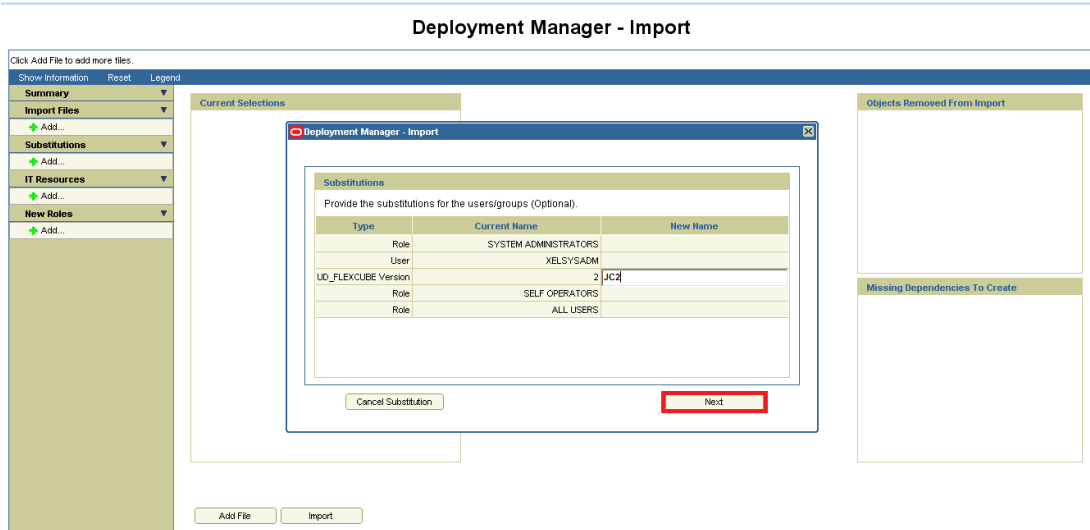 Deployment Manager - Import
Click Add File to add more files.
Show Information Reset Legend
Summary
Import Files
Add...
Substitutions
Add...
IT Resources
Add...
New Roles
Add...
Current Selections
Objects Removed From Import
Missing Dependencies To Create
Deployment Manager - Import
Substitutions
Provide the substitutions for the users/groups (Optional).
Type Current Name New Name
Role SYSTEM ADMINISTRATORS
User XELSYSADM
UD_FLEXCUBE Version 2 JC2
Role SELF OPERATORS
Role ALL USERS
Cancel Substitution Next
Add File Import